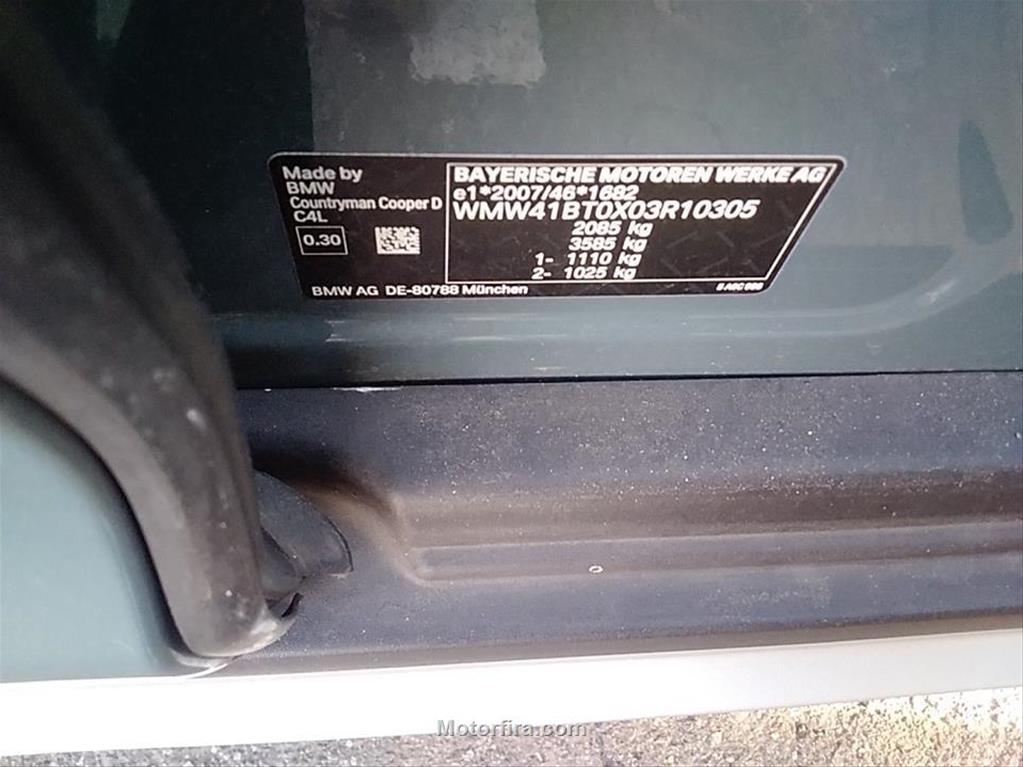 Made by
BMW
Countryman Cooper D
C4L
0.30
BAYERISCHE MOTOREN WERKE AG
e1*2007/46*1682
WMW41BT0X03R10305
2085 kg
3585 kg
1- 1110 kg
2- 1025 kg
BMW AG DE-80788 München
Motorfira.com